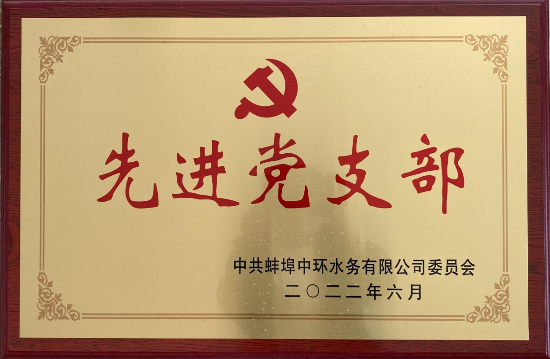 先进党支部
中共蚌埠中环水务有限公司委员会
二〇二二年六月